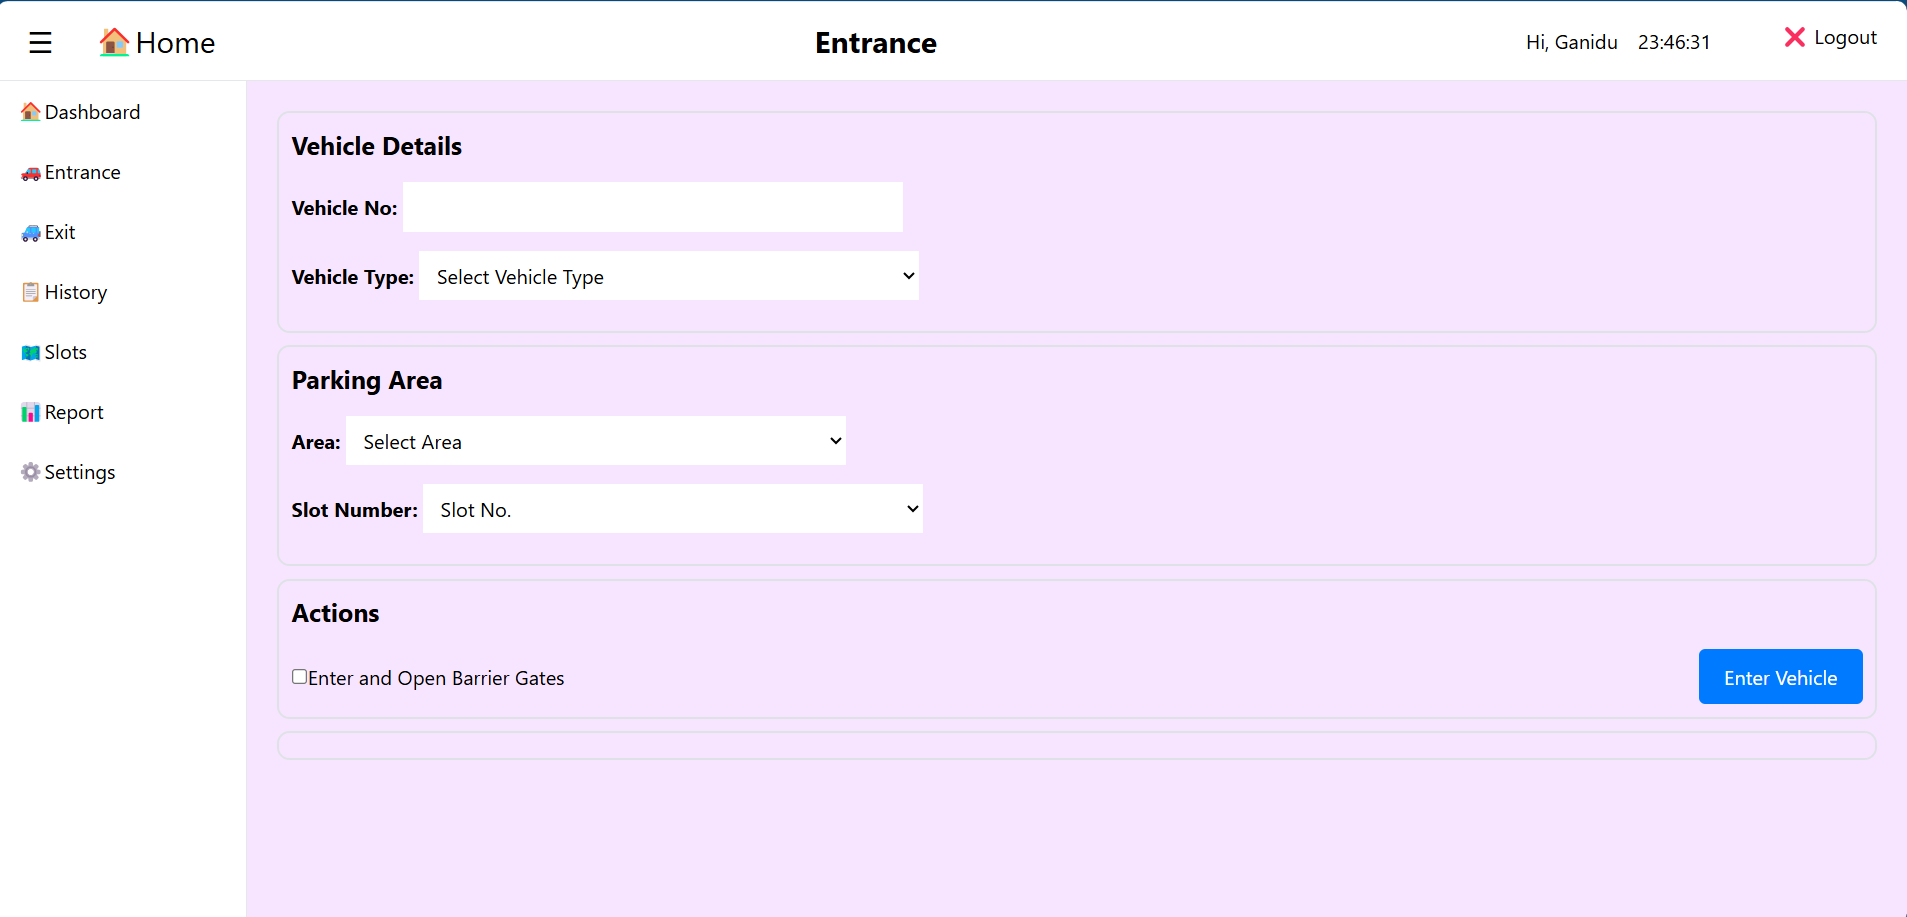 ☰ Home Entrance Hi, Ganidu 23:46:31 Logout
Dashboard
Entrance
Exit
History
Slots
Report
Settings
Vehicle Details
Vehicle No:
Vehicle Type: Select Vehicle Type
Parking Area
Area: Select Area
Slot Number: Slot No.
Actions
Enter and Open Barrier Gates Enter Vehicle